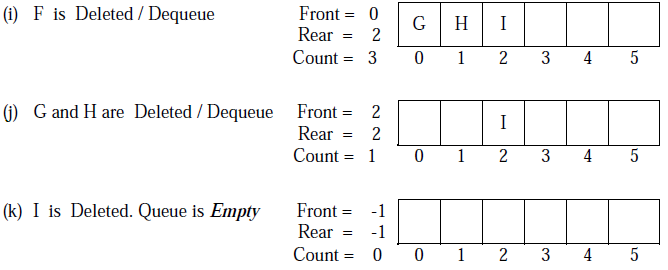 (i) F is Deleted / Dequeue Front = 0
Rear = 2
Count = 3
G H I
0 1 2 3 4 5
(j) G and H are Deleted / Dequeue Front = 2
Rear = 2
Count = 1
I
0 1 2 3 4 5
(k) I is Deleted. Queue is Empty Front = -1
Rear = -1
Count = 0
0 1 2 3 4 5